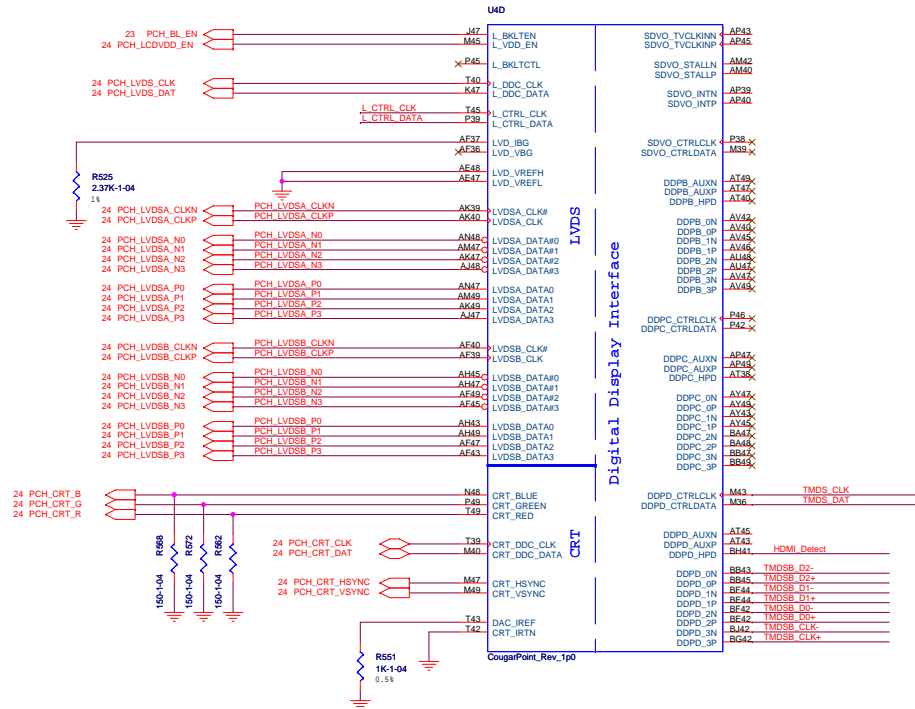 U4D
23 PCH_BL_EN J47 L_BKLTEN SDVO_TVCLKINN AP43
24 PCH_LCDVDD_EN M45 L_VDD_EN SDVO_TVCLKINP AP45
P45 L_BKLTCTL SDVO_STALLN AM42
SDVO_STALLP AM40
24 PCH_LVDS_CLK T40 L_DDC_CLK
24 PCH_LVDS_DAT K47 L_DDC_DATA SDVO_INTN AP39
SDVO_INTP AP40
L_CTRL_CLK T45 L_CTRL_CLK
L_CTRL_DATA P39 L_CTRL_DATA
AF37 LVD_IBG SDVO_CTRLCLK P38
AF36 LVD_VBG SDVO_CTRLDATA M39
R525
2.37K-1-04
1%
AE48 LVD_VREFH
AE47 LVD_VREFL DDPB_AUXN AT49
DDPB_AUXP AT47
DDPB_HPD AT40
24 PCH_LVDSA_CLKN PCH_LVDSA_CLKN AK39 LVDSA_CLK#
24 PCH_LVDSA_CLKP PCH_LVDSA_CLKP AK40 LVDSA_CLK
LVDS
DDPB_0N AV42
DDPB_0P AV40
24 PCH_LVDSA_N0 PCH_LVDSA_N0 AN48 LVDSA_DATA#0 DDPB_1N AV45
24 PCH_LVDSA_N1 PCH_LVDSA_N1 AM47 LVDSA_DATA#1 DDPB_1P AV46
24 PCH_LVDSA_N2 PCH_LVDSA_N2 AK47 LVDSA_DATA#2 DDPB_2N AU48
24 PCH_LVDSA_N3 PCH_LVDSA_N3 AJ48 LVDSA_DATA#3 DDPB_2P AU47
DDPB_3N AV47
24 PCH_LVDSA_P0 PCH_LVDSA_P0 AN47 LVDSA_DATA0 DDPB_3P AV49
24 PCH_LVDSA_P1 PCH_LVDSA_P1 AM49 LVDSA_DATA1
24 PCH_LVDSA_P2 PCH_LVDSA_P2 AK49 LVDSA_DATA2
24 PCH_LVDSA_P3 PCH_LVDSA_P3 AJ47 LVDSA_DATA3 DDPC_CTRLCLK P46
DDPC_CTRLDATA P42
Digital Display Interface
24 PCH_LVDSB_CLKN PCH_LVDSB_CLKN AF40 LVDSB_CLK#
24 PCH_LVDSB_CLKP PCH_LVDSB_CLKP AF39 LVDSB_CLK DDPC_AUXN AP47
DDPC_AUXP AP49
24 PCH_LVDSB_N0 PCH_LVDSB_N0 AH45 LVDSB_DATA#0 DDPC_HPD AT38
24 PCH_LVDSB_N1 PCH_LVDSB_N1 AH47 LVDSB_DATA#1
24 PCH_LVDSB_N2 PCH_LVDSB_N2 AF49 LVDSB_DATA#2 DDPC_0N AY47
24 PCH_LVDSB_N3 PCH_LVDSB_N3 AF45 LVDSB_DATA#3 DDPC_0P AY49
DDPC_1N AY43
24 PCH_LVDSB_P0 PCH_LVDSB_P0 AH43 LVDSB_DATA0 DDPC_1P AY45
24 PCH_LVDSB_P1 PCH_LVDSB_P1 AH49 LVDSB_DATA1 DDPC_2N BA47
24 PCH_LVDSB_P2 PCH_LVDSB_P2 AF47 LVDSB_DATA2 DDPC_2P BA48
24 PCH_LVDSB_P3 PCH_LVDSB_P3 AF43 LVDSB_DATA3 DDPC_3N BB47
DDPC_3P BB49
24 PCH_CRT_B N48 CRT_BLUE DDPD_CTRLCLK M43 TMDS_CLK
24 PCH_CRT_G P49 CRT_GREEN DDPD_CTRLDATA M36 TMDS_DAT
24 PCH_CRT_R T49 CRT_RED
R568 R572 R562
150-1-04 150-1-04 150-1-04
CRT
DDPD_AUXN AT45
24 PCH_CRT_CLK T39 CRT_DDC_CLK DDPD_AUXP AT43
24 PCH_CRT_DAT M40 CRT_DDC_DATA DDPD_HPD BH41 HDMI_Detect
DDPD_0N BB43 TMDSB_D2-
24 PCH_CRT_HSYNC M47 CRT_HSYNC DDPD_0P BB45 TMDSB_D2+
24 PCH_CRT_VSYNC M49 CRT_VSYNC DDPD_1N BF44 TMDSB_D1-
DDPD_1P BE44 TMDSB_D1+
DDPD_2N BF42 TMDSB_D0-
T43 DAC_IREF DDPD_2P BE42 TMDSB_D0+
T42 CRT_IRTN DDPD_3N BJ42 TMDSB_CLK-
DDPD_3P BG42 TMDSB_CLK+
R551
1K-1-04
0.5%
CougarPoint_Rev_1p0